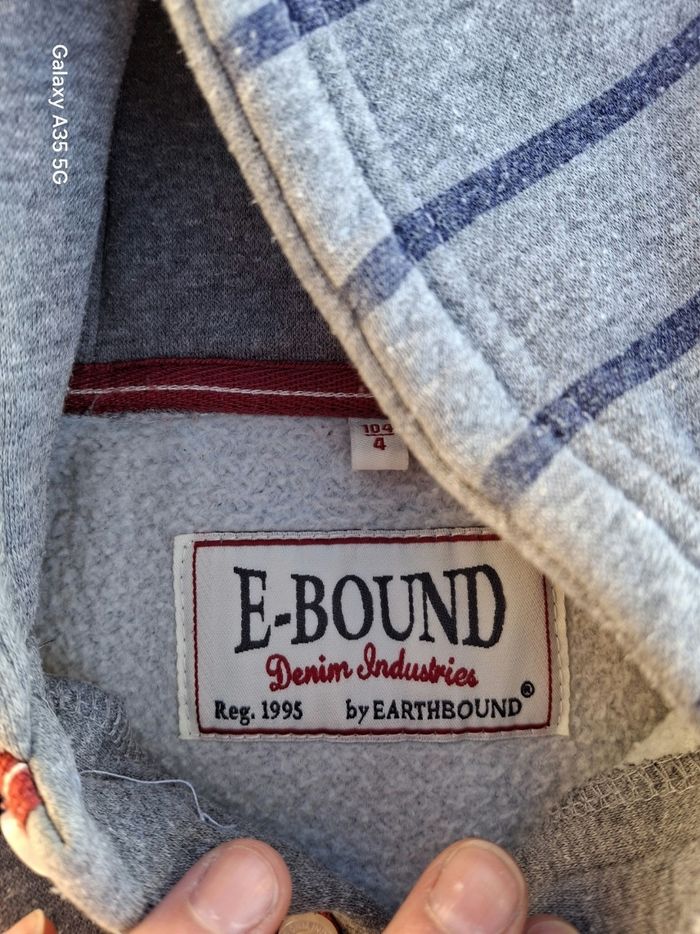 Galaxy A35 5G
104
4
E-BOUND
Denim Industries
Reg. 1995 by EARTHBOUND®